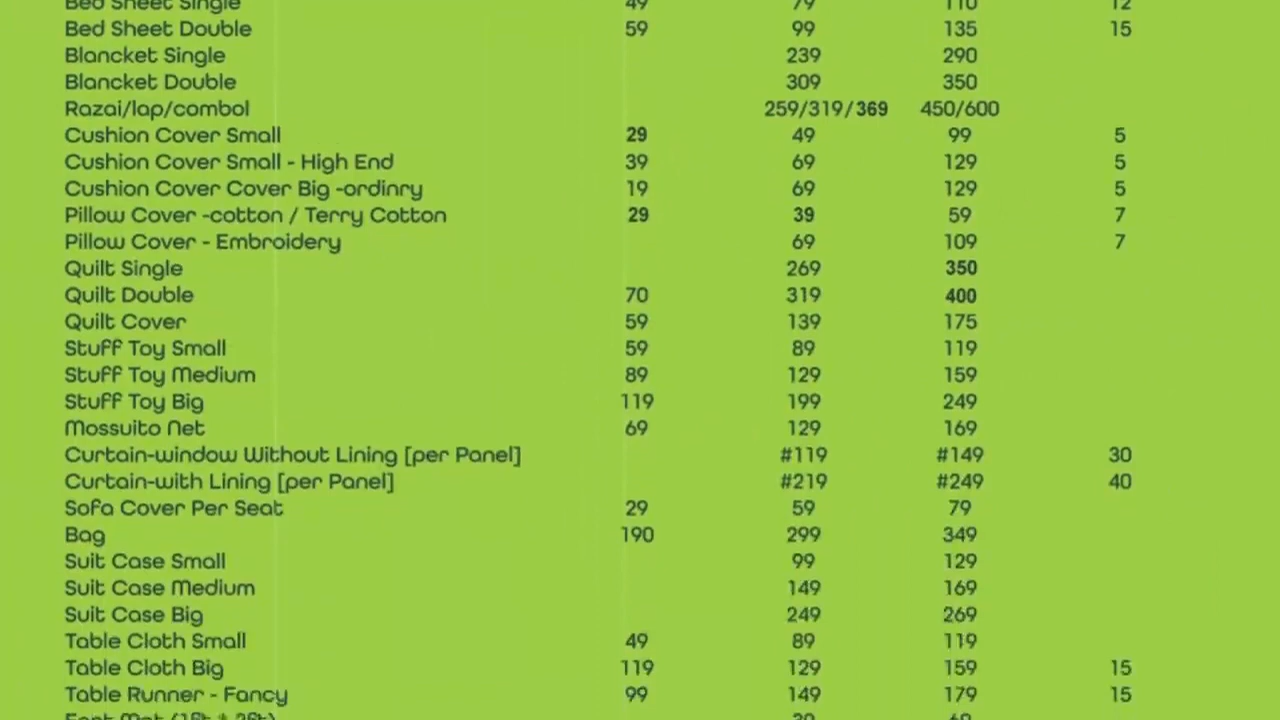 Bed Sheet Single 49 79 110 12
Bed Sheet Double 59 99 135 15
Blancket Single 239 290
Blancket Double 309 350
Razai/lap/combol 259/319/369 450/600
Cushion Cover Small 29 49 99 5
Cushion Cover Small - High End 39 69 129 5
Cushion Cover Cover Big -ordinry 19 69 129 5
Pillow Cover -cotton / Terry Cotton 29 39 59 7
Pillow Cover - Embroidery 69 109 7
Quilt Single 269 350
Quilt Double 70 319 400
Quilt Cover 59 139 175
Stuff Toy Small 59 89 119
Stuff Toy Medium 89 129 159
Stuff Toy Big 119 199 249
Mossuito Net 69 129 169
Curtain-window Without Lining [per Panel] #119 #149 30
Curtain-with Lining [per Panel] #219 #249 40
Sofa Cover Per Seat 29 59 79
Bag 190 299 349
Suit Case Small 99 129
Suit Case Medium 149 169
Suit Case Big 249 269
Table Cloth Small 49 89 119
Table Cloth Big 119 129 159 15
Table Runner - Fancy 99 149 179 15